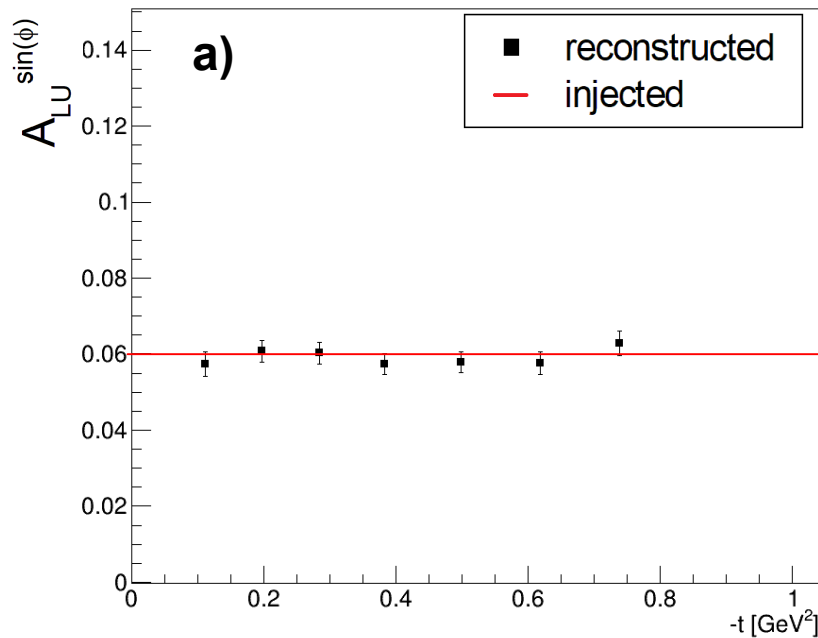 a)
reconstructed
injected
A_LU^sin(ϕ)
0.14
0.12
0.1
0.08
0.06
0.04
0.02
0
0 0.2 0.4 0.6 0.8 1
-t [GeV²]